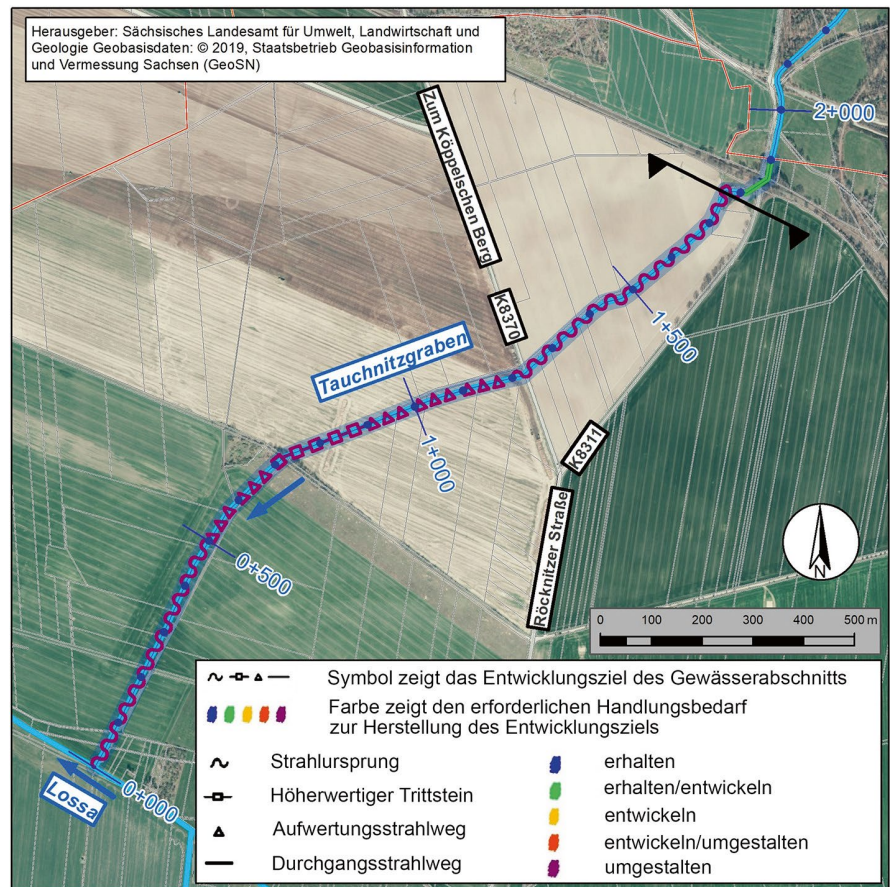 Herausgeber: Sächsisches Landesamt für Umwelt, Landwirtschaft und
Geologie Geobasisdaten: © 2019, Staatsbetrieb Geobasisinformation
und Vermessung Sachsen (GeoSN)
2+000
Zum Köppelschen Berg
K8370
1+500
Tauchnitzgraben
1+000
K8311
Röcknitzer Straße
0+500
N
0 100 200 300 400 500 m
Lossa
0+000
Symbol zeigt das Entwicklungsziel des Gewässerabschnitts
Farbe zeigt den erforderlichen Handlungsbedarf
zur Herstellung des Entwicklungsziels
Strahlursprung
Höherwertiger Trittstein
Aufwertungsstrahlweg
Durchgangsstrahlweg
erhalten
erhalten/entwickeln
entwickeln
entwickeln/umgestalten
umgestalten